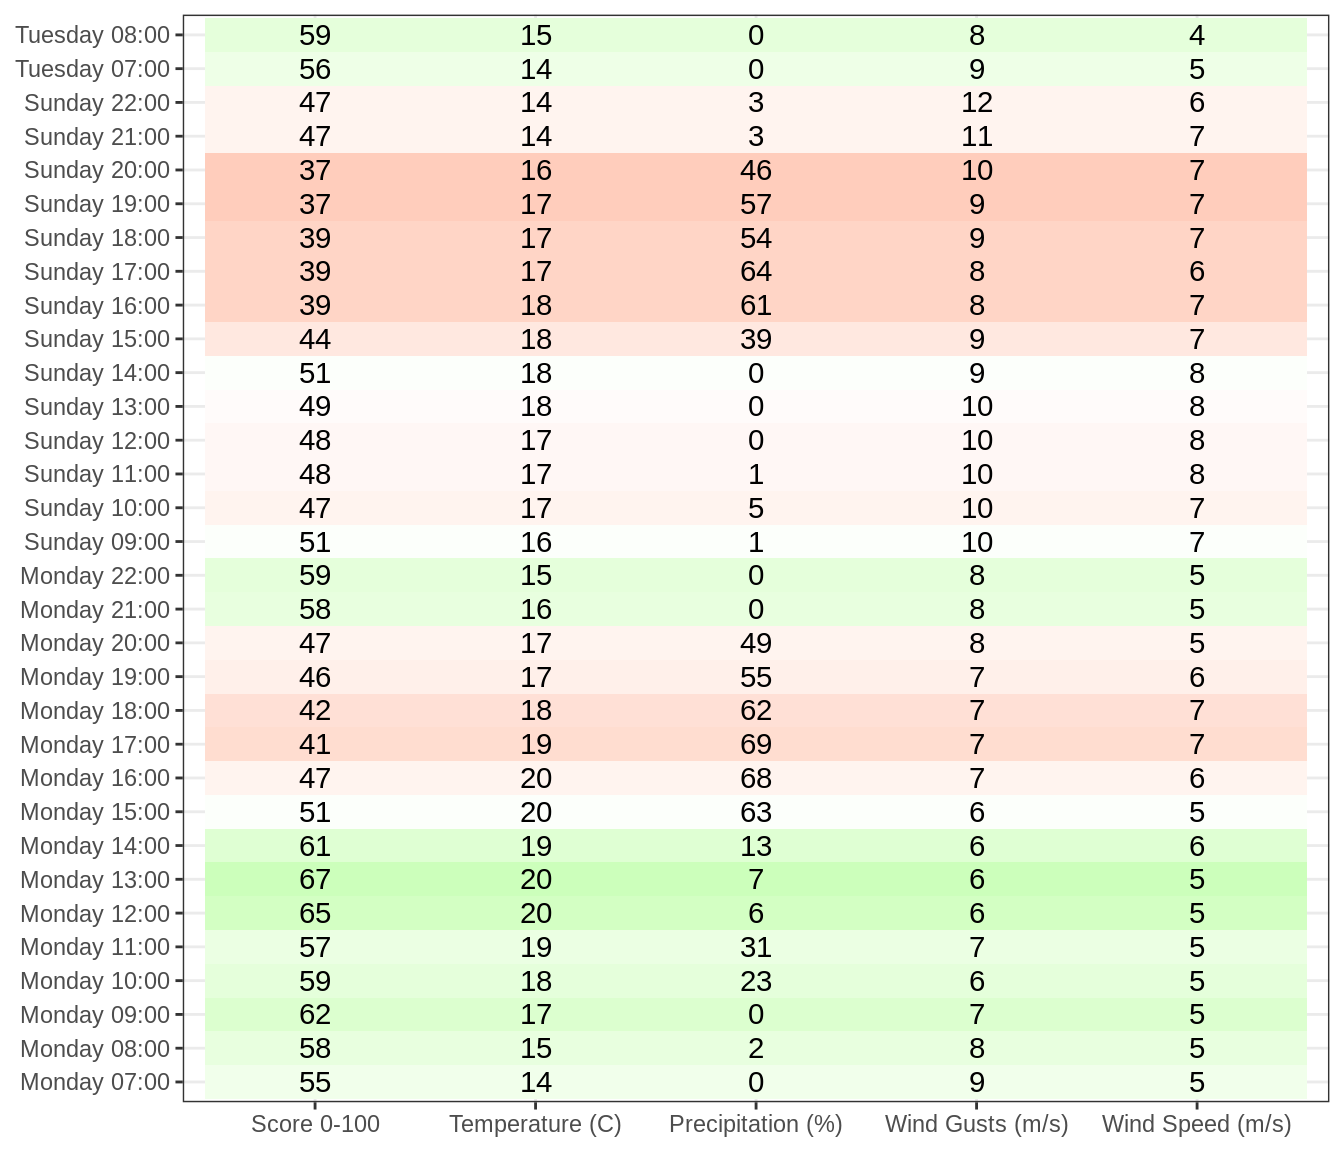 Tuesday 08:00 59 15 0 8 4
Tuesday 07:00 56 14 0 9 5
Sunday 22:00 47 14 3 12 6
Sunday 21:00 47 14 3 11 7
Sunday 20:00 37 16 46 10 7
Sunday 19:00 37 17 57 9 7
Sunday 18:00 39 17 54 9 7
Sunday 17:00 39 17 64 8 6
Sunday 16:00 39 18 61 8 7
Sunday 15:00 44 18 39 9 7
Sunday 14:00 51 18 0 9 8
Sunday 13:00 49 18 0 10 8
Sunday 12:00 48 17 0 10 8
Sunday 11:00 48 17 1 10 8
Sunday 10:00 47 17 5 10 7
Sunday 09:00 51 16 1 10 7
Monday 22:00 59 15 0 8 5
Monday 21:00 58 16 0 8 5
Monday 20:00 47 17 49 8 5
Monday 19:00 46 17 55 7 6
Monday 18:00 42 18 62 7 7
Monday 17:00 41 19 69 7 7
Monday 16:00 47 20 68 7 6
Monday 15:00 51 20 63 6 5
Monday 14:00 61 19 13 6 6
Monday 13:00 67 20 7 6 5
Monday 12:00 65 20 6 6 5
Monday 11:00 57 19 31 7 5
Monday 10:00 59 18 23 6 5
Monday 09:00 62 17 0 7 5
Monday 08:00 58 15 2 8 5
Monday 07:00 55 14 0 9 5
Score 0-100 Temperature (C) Precipitation (%) Wind Gusts (m/s) Wind Speed (m/s)